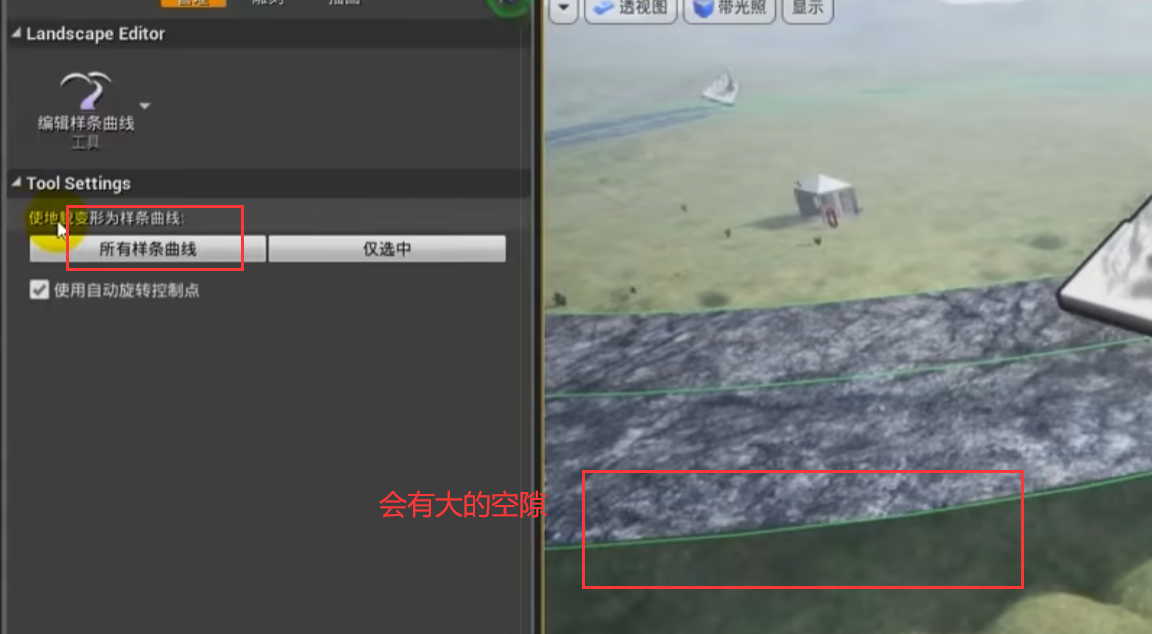 透视图
带光照
显示
Landscape Editor
编辑样条曲线
工具
Tool Settings
使地貌变形为样条曲线:
所有样条曲线
仅选中
使用自动旋转控制点
会有大的空隙